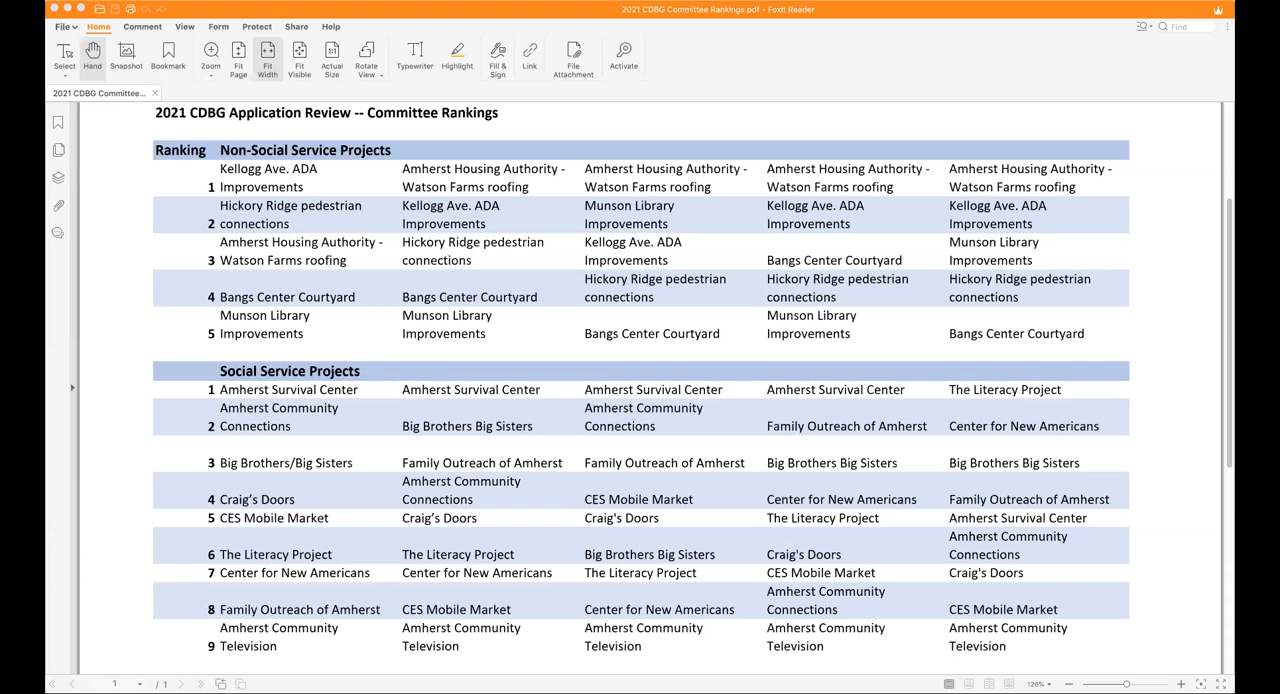 2021 CDBG Committee Rankings.pdf - Foxit Reader
File Home Comment View Form Protect Share Help Find
Select Hand Snapshot Bookmark Zoom Fit Page Fit Width Fit Visible Actual Size Rotate View Typewriter Highlight Fill & Sign Link File Attachment Activate
2021 CDBG Committee...
2021 CDBG Application Review -- Committee Rankings
Ranking Non-Social Service Projects
Kellogg Ave. ADA Amherst Housing Authority - Amherst Housing Authority - Amherst Housing Authority - Amherst Housing Authority -
1 Improvements Watson Farms roofing Watson Farms roofing Watson Farms roofing Watson Farms roofing
Hickory Ridge pedestrian Kellogg Ave. ADA Munson Library Kellogg Ave. ADA Kellogg Ave. ADA
2 connections Improvements Improvements Improvements Improvements
Amherst Housing Authority - Hickory Ridge pedestrian Kellogg Ave. ADA Munson Library
3 Watson Farms roofing connections Improvements Bangs Center Courtyard Improvements
Hickory Ridge pedestrian Hickory Ridge pedestrian Hickory Ridge pedestrian
4 Bangs Center Courtyard Bangs Center Courtyard connections connections connections
Munson Library Munson Library Munson Library
5 Improvements Improvements Bangs Center Courtyard Improvements Bangs Center Courtyard
Social Service Projects
1 Amherst Survival Center Amherst Survival Center Amherst Survival Center Amherst Survival Center The Literacy Project
Amherst Community Amherst Community
2 Connections Big Brothers Big Sisters Connections Family Outreach of Amherst Center for New Americans
3 Big Brothers/Big Sisters Family Outreach of Amherst Family Outreach of Amherst Big Brothers Big Sisters Big Brothers Big Sisters
Amherst Community
4 Craig’s Doors Connections CES Mobile Market Center for New Americans Family Outreach of Amherst
5 CES Mobile Market Craig’s Doors Craig's Doors The Literacy Project Amherst Survival Center
Amherst Community
6 The Literacy Project The Literacy Project Big Brothers Big Sisters Craig's Doors Connections
7 Center for New Americans Center for New Americans The Literacy Project CES Mobile Market Craig's Doors
Amherst Community
8 Family Outreach of Amherst CES Mobile Market Center for New Americans Connections CES Mobile Market
Amherst Community Amherst Community Amherst Community Amherst Community Amherst Community
9 Television Television Television Television Television
1 / 1 126%